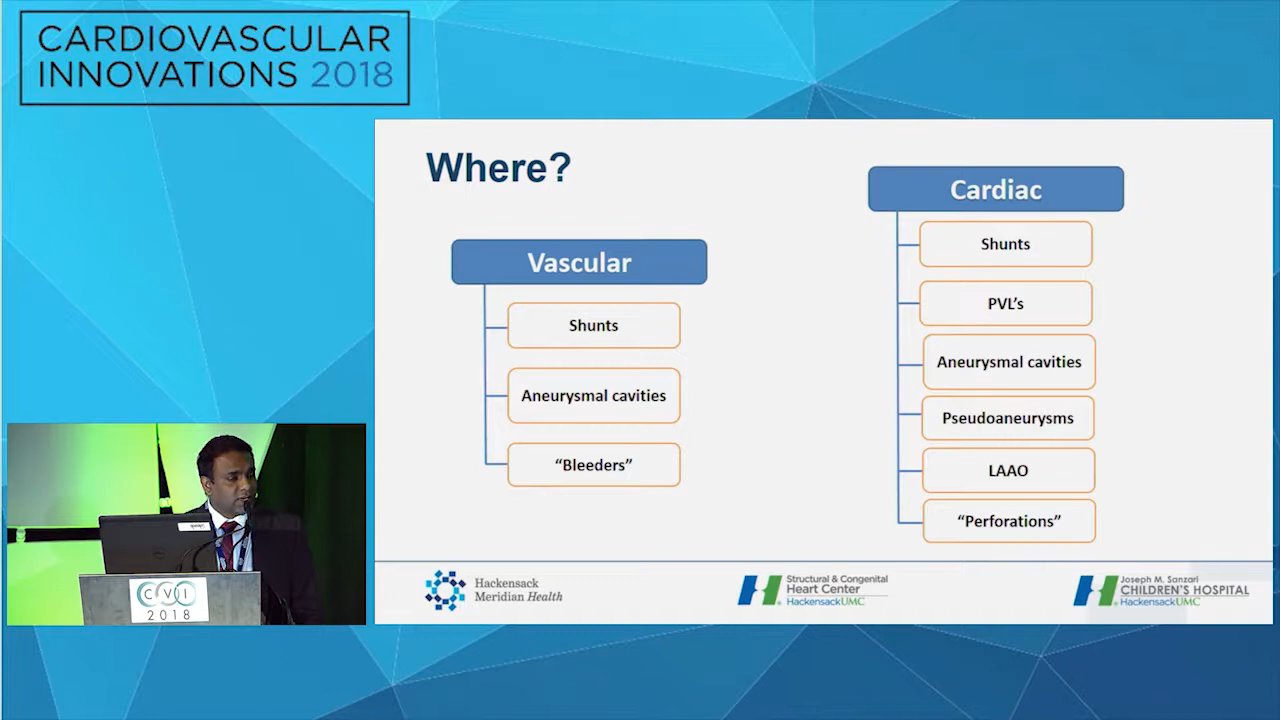 CARDIOVASCULAR
INNOVATIONS 2018
Where?
Vascular
Shunts
Aneurysmal cavities
“Bleeders”
Cardiac
Shunts
PVL’s
Aneurysmal cavities
Pseudoaneurysms
LAAO
“Perforations”
Hackensack
Meridian Health
Structural & Congenital
Heart Center
HackensackUMC
Joseph M. Sanzari
CHILDREN'S HOSPITAL
HackensackUMC
CVI
2018